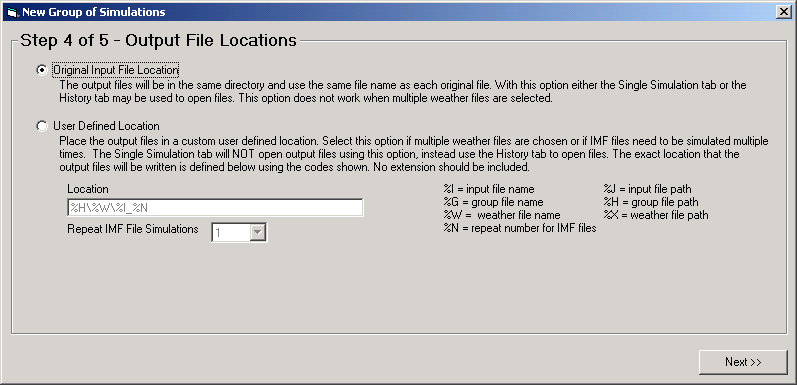 New Group of Simulations
Step 4 of 5 - Output File Locations
Original Input File Location
The output files will be in the same directory and use the same file name as each original file. With this option either the Single Simulation tab or the
History tab may be used to open files. This option does not work when multiple weather files are selected.
User Defined Location
Place the output files in a custom user defined location. Select this option if multiple weather files are chosen or if IMF files need to be simulated multiple
times.  The Single Simulation tab will NOT open output files using this option, instead use the History tab to open files. The exact location that the
output files will be written is defined below using the codes shown. No extension should be included.
Location
%H\%W\%I_%N
Repeat IMF File Simulations
1
%I = input file name
%G = group file name
%W =  weather file name
%N = repeat number for IMF files
%J = input file path
%H = group file path
%X = weather file path
Next >>